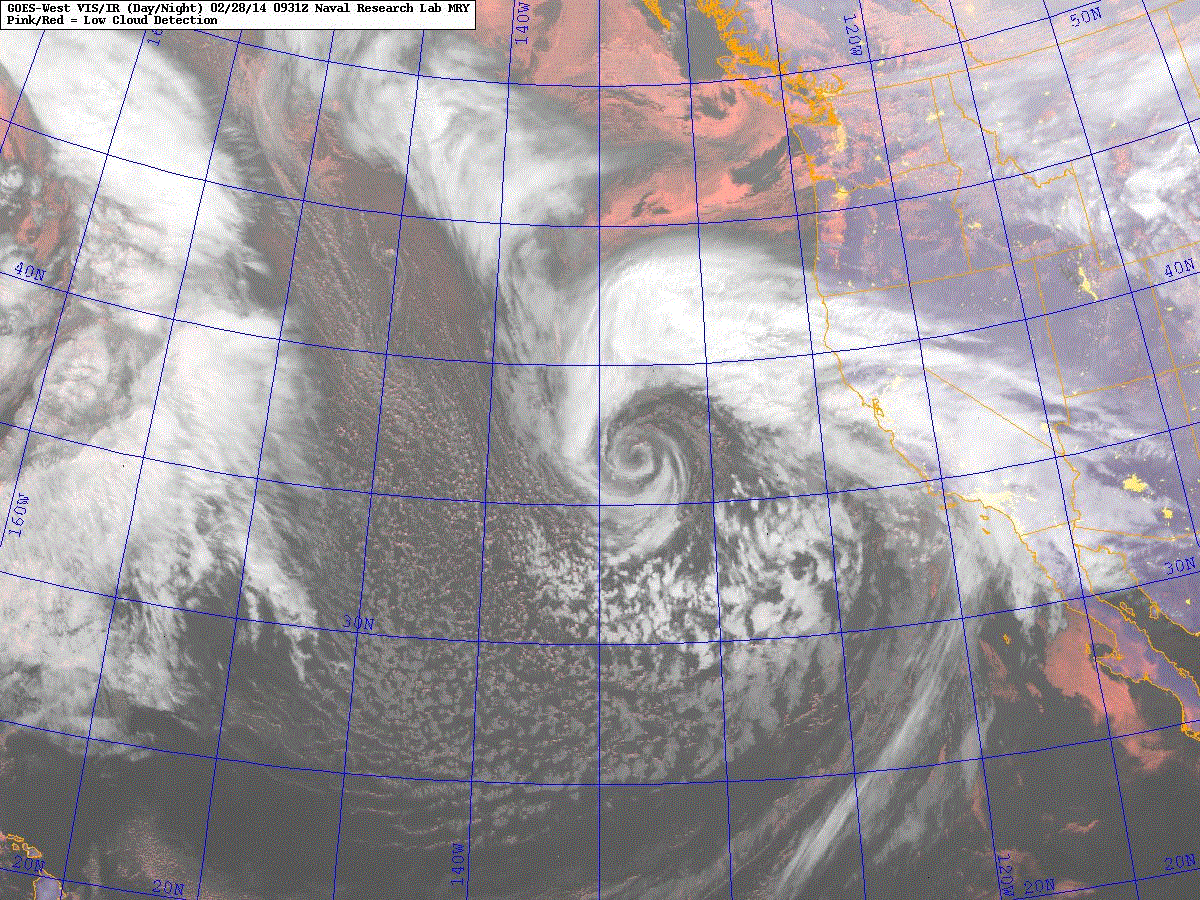 GOES-West VIS/IR (Day/Night) 02/28/14 0931Z Naval Research Lab MRY
Pink/Red = Low Cloud Detection
140W
120W
50N
40N
40N
160W
30N
30N
140W
120W
20N
20N
20N
20N